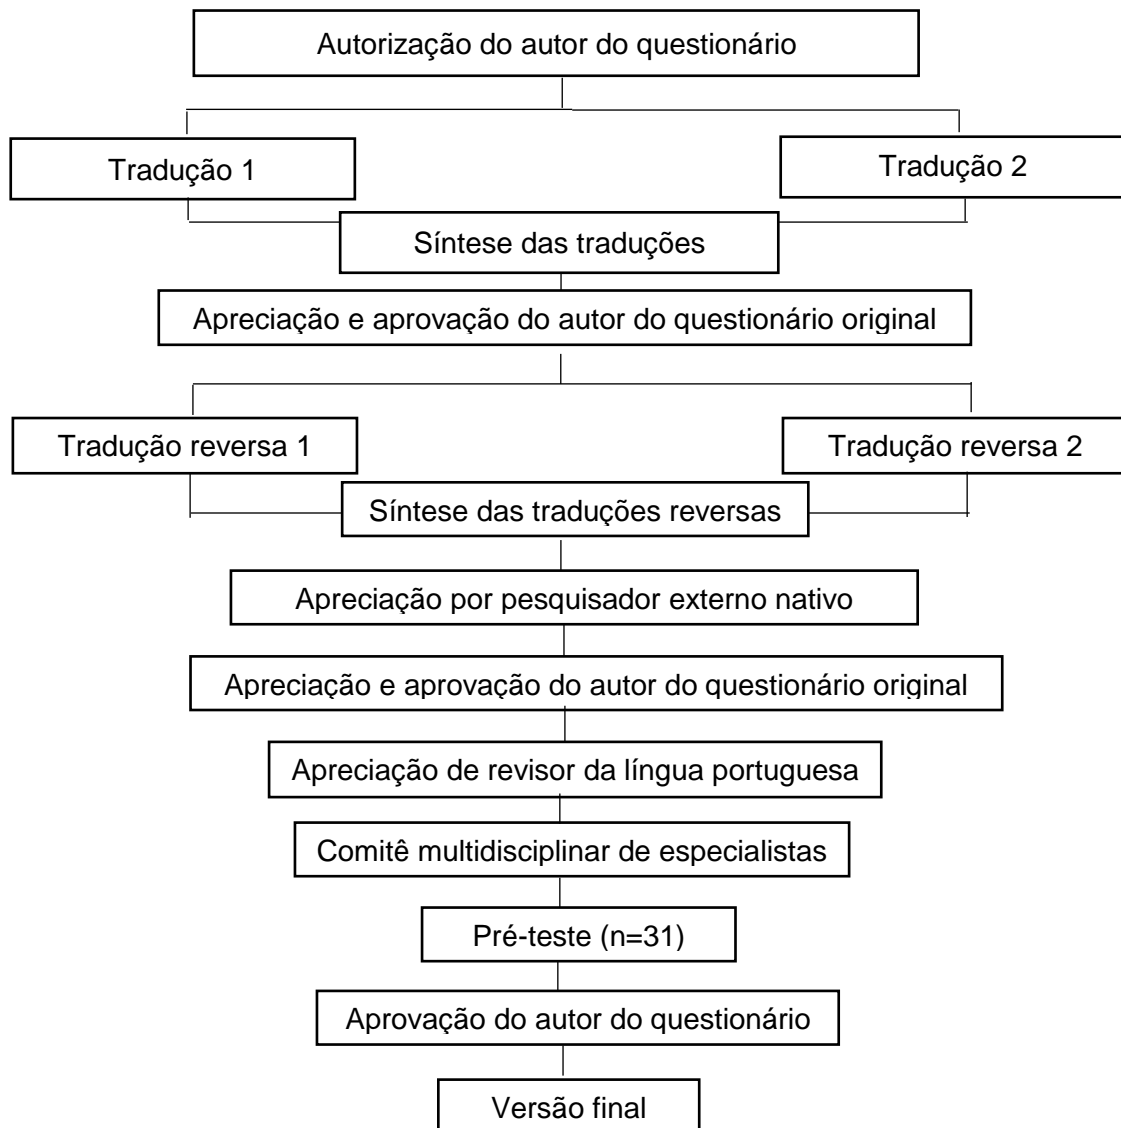 Autorização do autor do questionário
Tradução 1
Tradução 2
Síntese das traduções
Apreciação e aprovação do autor do questionário original
Tradução reversa 1
Tradução reversa 2
Síntese das traduções reversas
Apreciação por pesquisador externo nativo
Apreciação e aprovação do autor do questionário original
Apreciação de revisor da língua portuguesa
Comitê multidisciplinar de especialistas
Pré-teste (n=31)
Aprovação do autor do questionário
Versão final